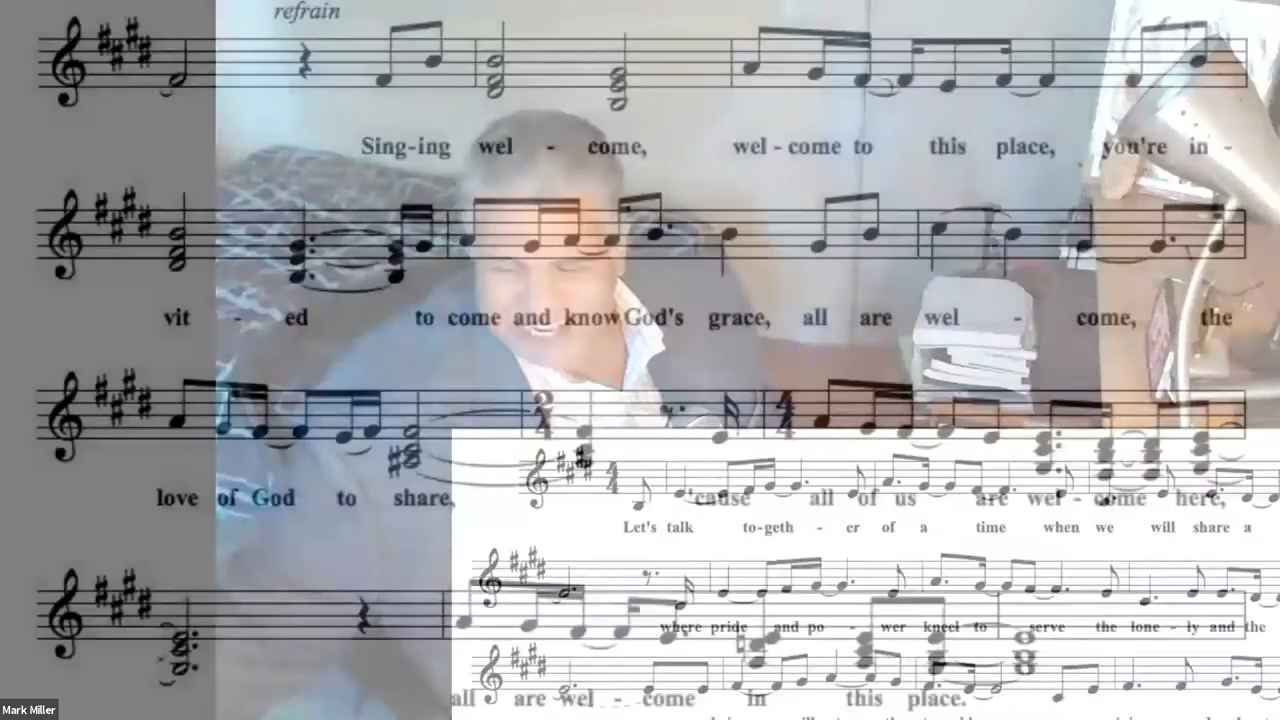 refrain
Sing-ing wel - come, wel - come to this place, you're in -
vit - ed to come and know God's grace, all are wel - come, the
love of God to share, 'cause all of us are wel - come here,
Let's talk to-geth - er of a time when we will share a
where pride and po - wer kneel to serve the lone - ly and the
all are wel - come in this place.
Mark Miller